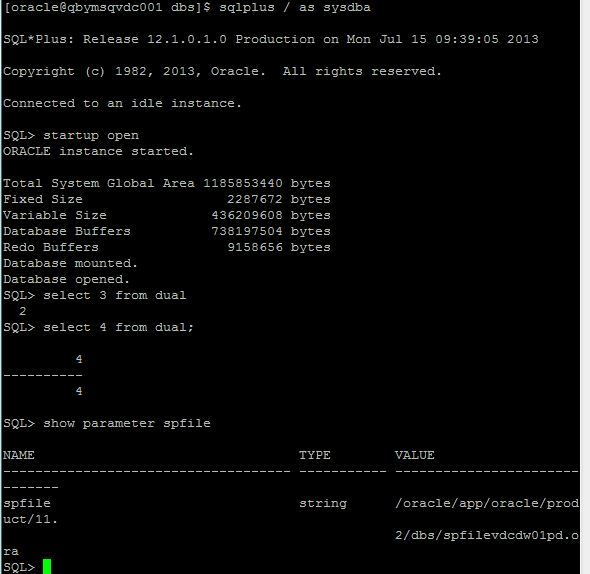 [oracle@qbymsqvdc001 dbs]$ sqlplus / as sysdba
SQL*Plus: Release 12.1.0.1.0 Production on Mon Jul 15 09:39:05 2013
Copyright (c) 1982, 2013, Oracle.  All rights reserved.
Connected to an idle instance.
SQL> startup open
ORACLE instance started.
Total System Global Area 1185853440 bytes
Fixed Size                  2287672 bytes
Variable Size             436209608 bytes
Database Buffers          738197504 bytes
Redo Buffers                9158656 bytes
Database mounted.
Database opened.
SQL> select 3 from dual
  2
SQL> select 4 from dual;
         4
----------
         4
SQL> show parameter spfile
NAME                                 TYPE        VALUE
------------------------------------ ----------- -----------------------
-------
spfile                               string      /oracle/app/oracle/prod
uct/11.
                                                 2/dbs/spfilevdcdw01pd.o
ra
SQL>